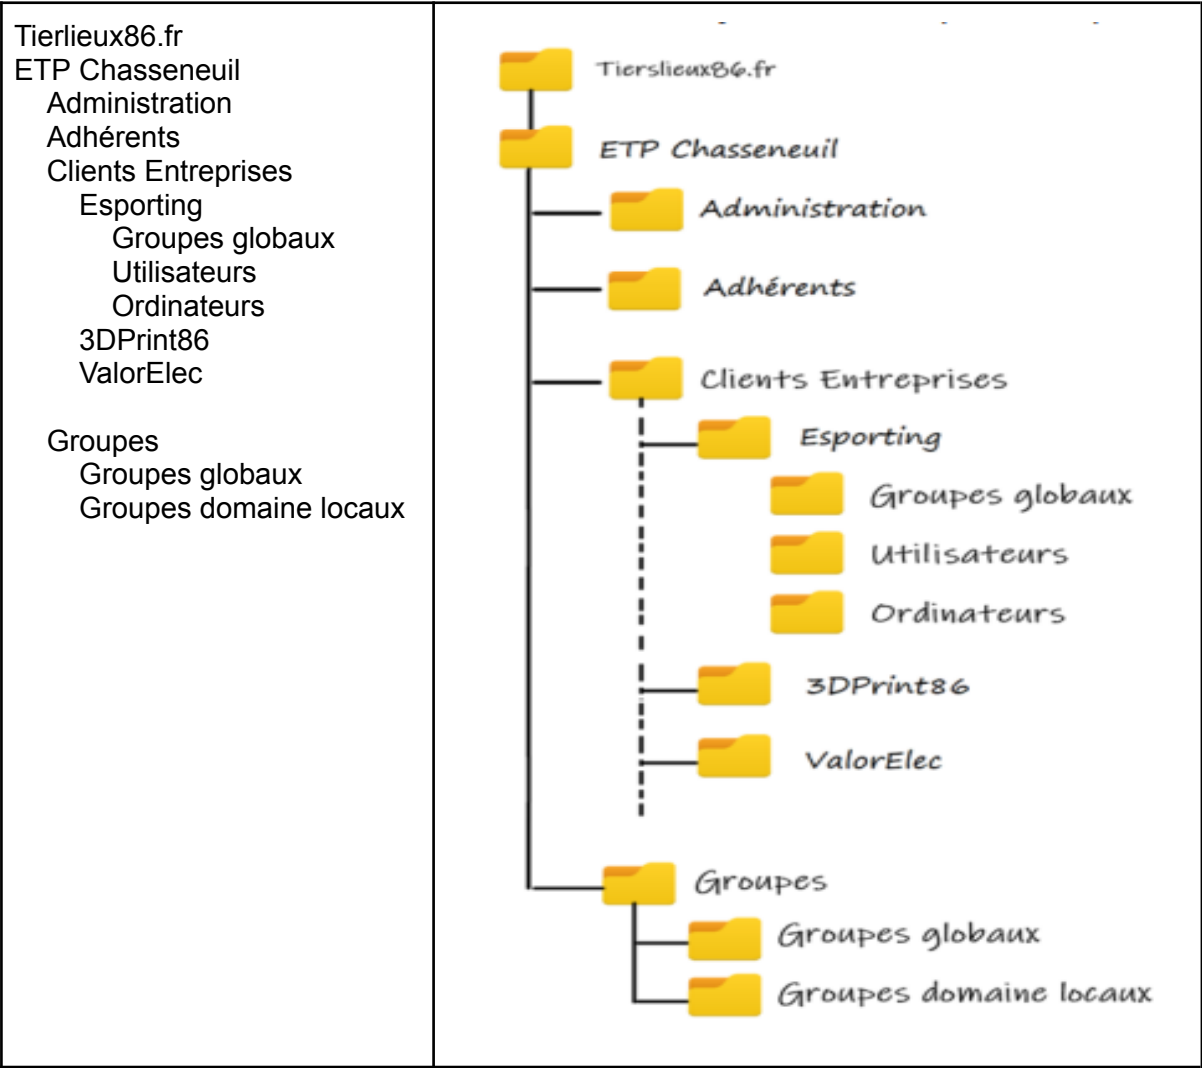 Tierlieux86.fr
ETP Chasseneuil
Administration
Adhérents
Clients Entreprises
Esporting
Groupes globaux
Utilisateurs
Ordinateurs
3DPrint86
ValorElec
Groupes
Groupes globaux
Groupes domaine locaux
Tierslieux86.fr
ETP Chasseneuil
Administration
Adhérents
Clients Entreprises
Esporting
Groupes globaux
Utilisateurs
Ordinateurs
3DPrint86
ValorElec
Groupes
Groupes globaux
Groupes domaine locaux